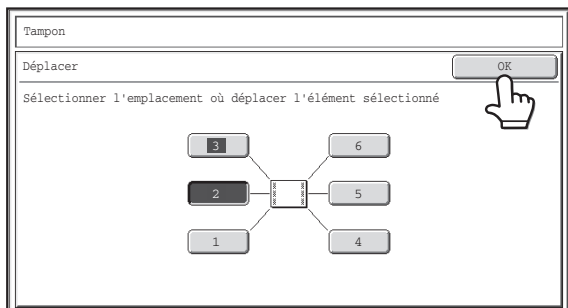 Tampon
Déplacer
OK
Sélectionner l'emplacement où déplacer l'élément sélectionné
3
6
2
5
1
4